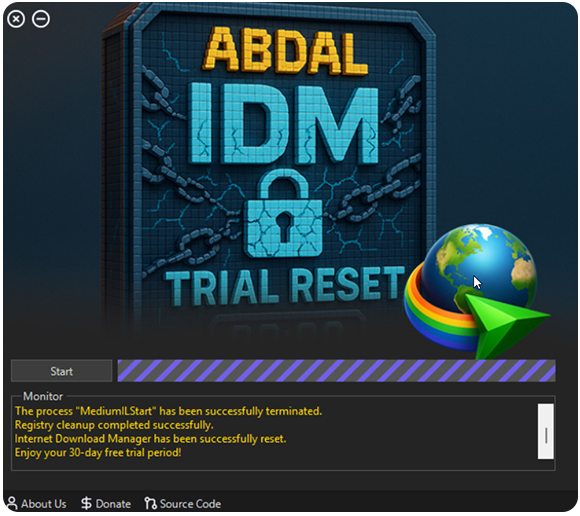 ABDAL
IDM
TRIAL RESET
Start
Monitor
The process "MediumILStart" has been successfully terminated.
Registry cleanup completed successfully.
Internet Download Manager has been successfully reset.
Enjoy your 30-day free trial period!
About Us
Donate
Source Code